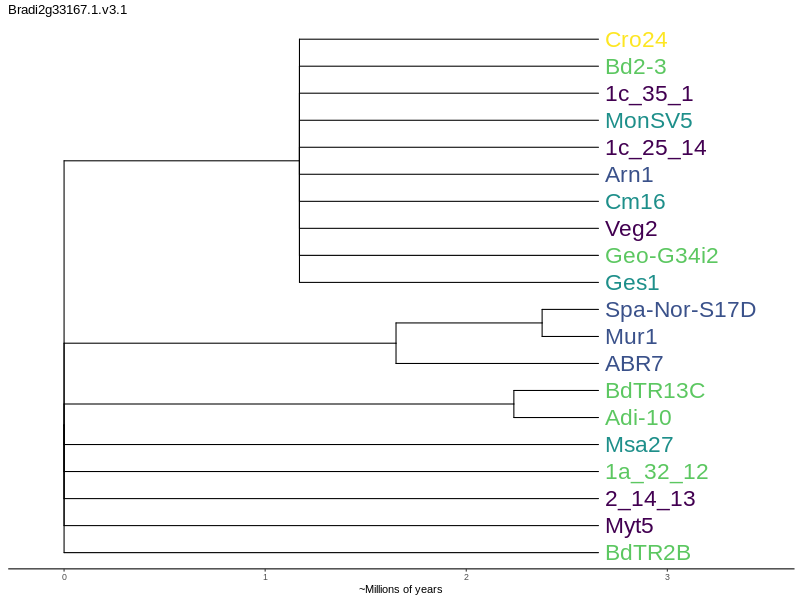 Bradi2g33167.1.v3.1
Cro24
Bd2-3
1c_35_1
MonSV5
1c_25_14
Arn1
Cm16
Veg2
Geo-G34i2
Ges1
Spa-Nor-S17D
Mur1
ABR7
BdTR13C
Adi-10
Msa27
1a_32_12
2_14_13
Myt5
BdTR2B
0 1 2 3
~Millions of years